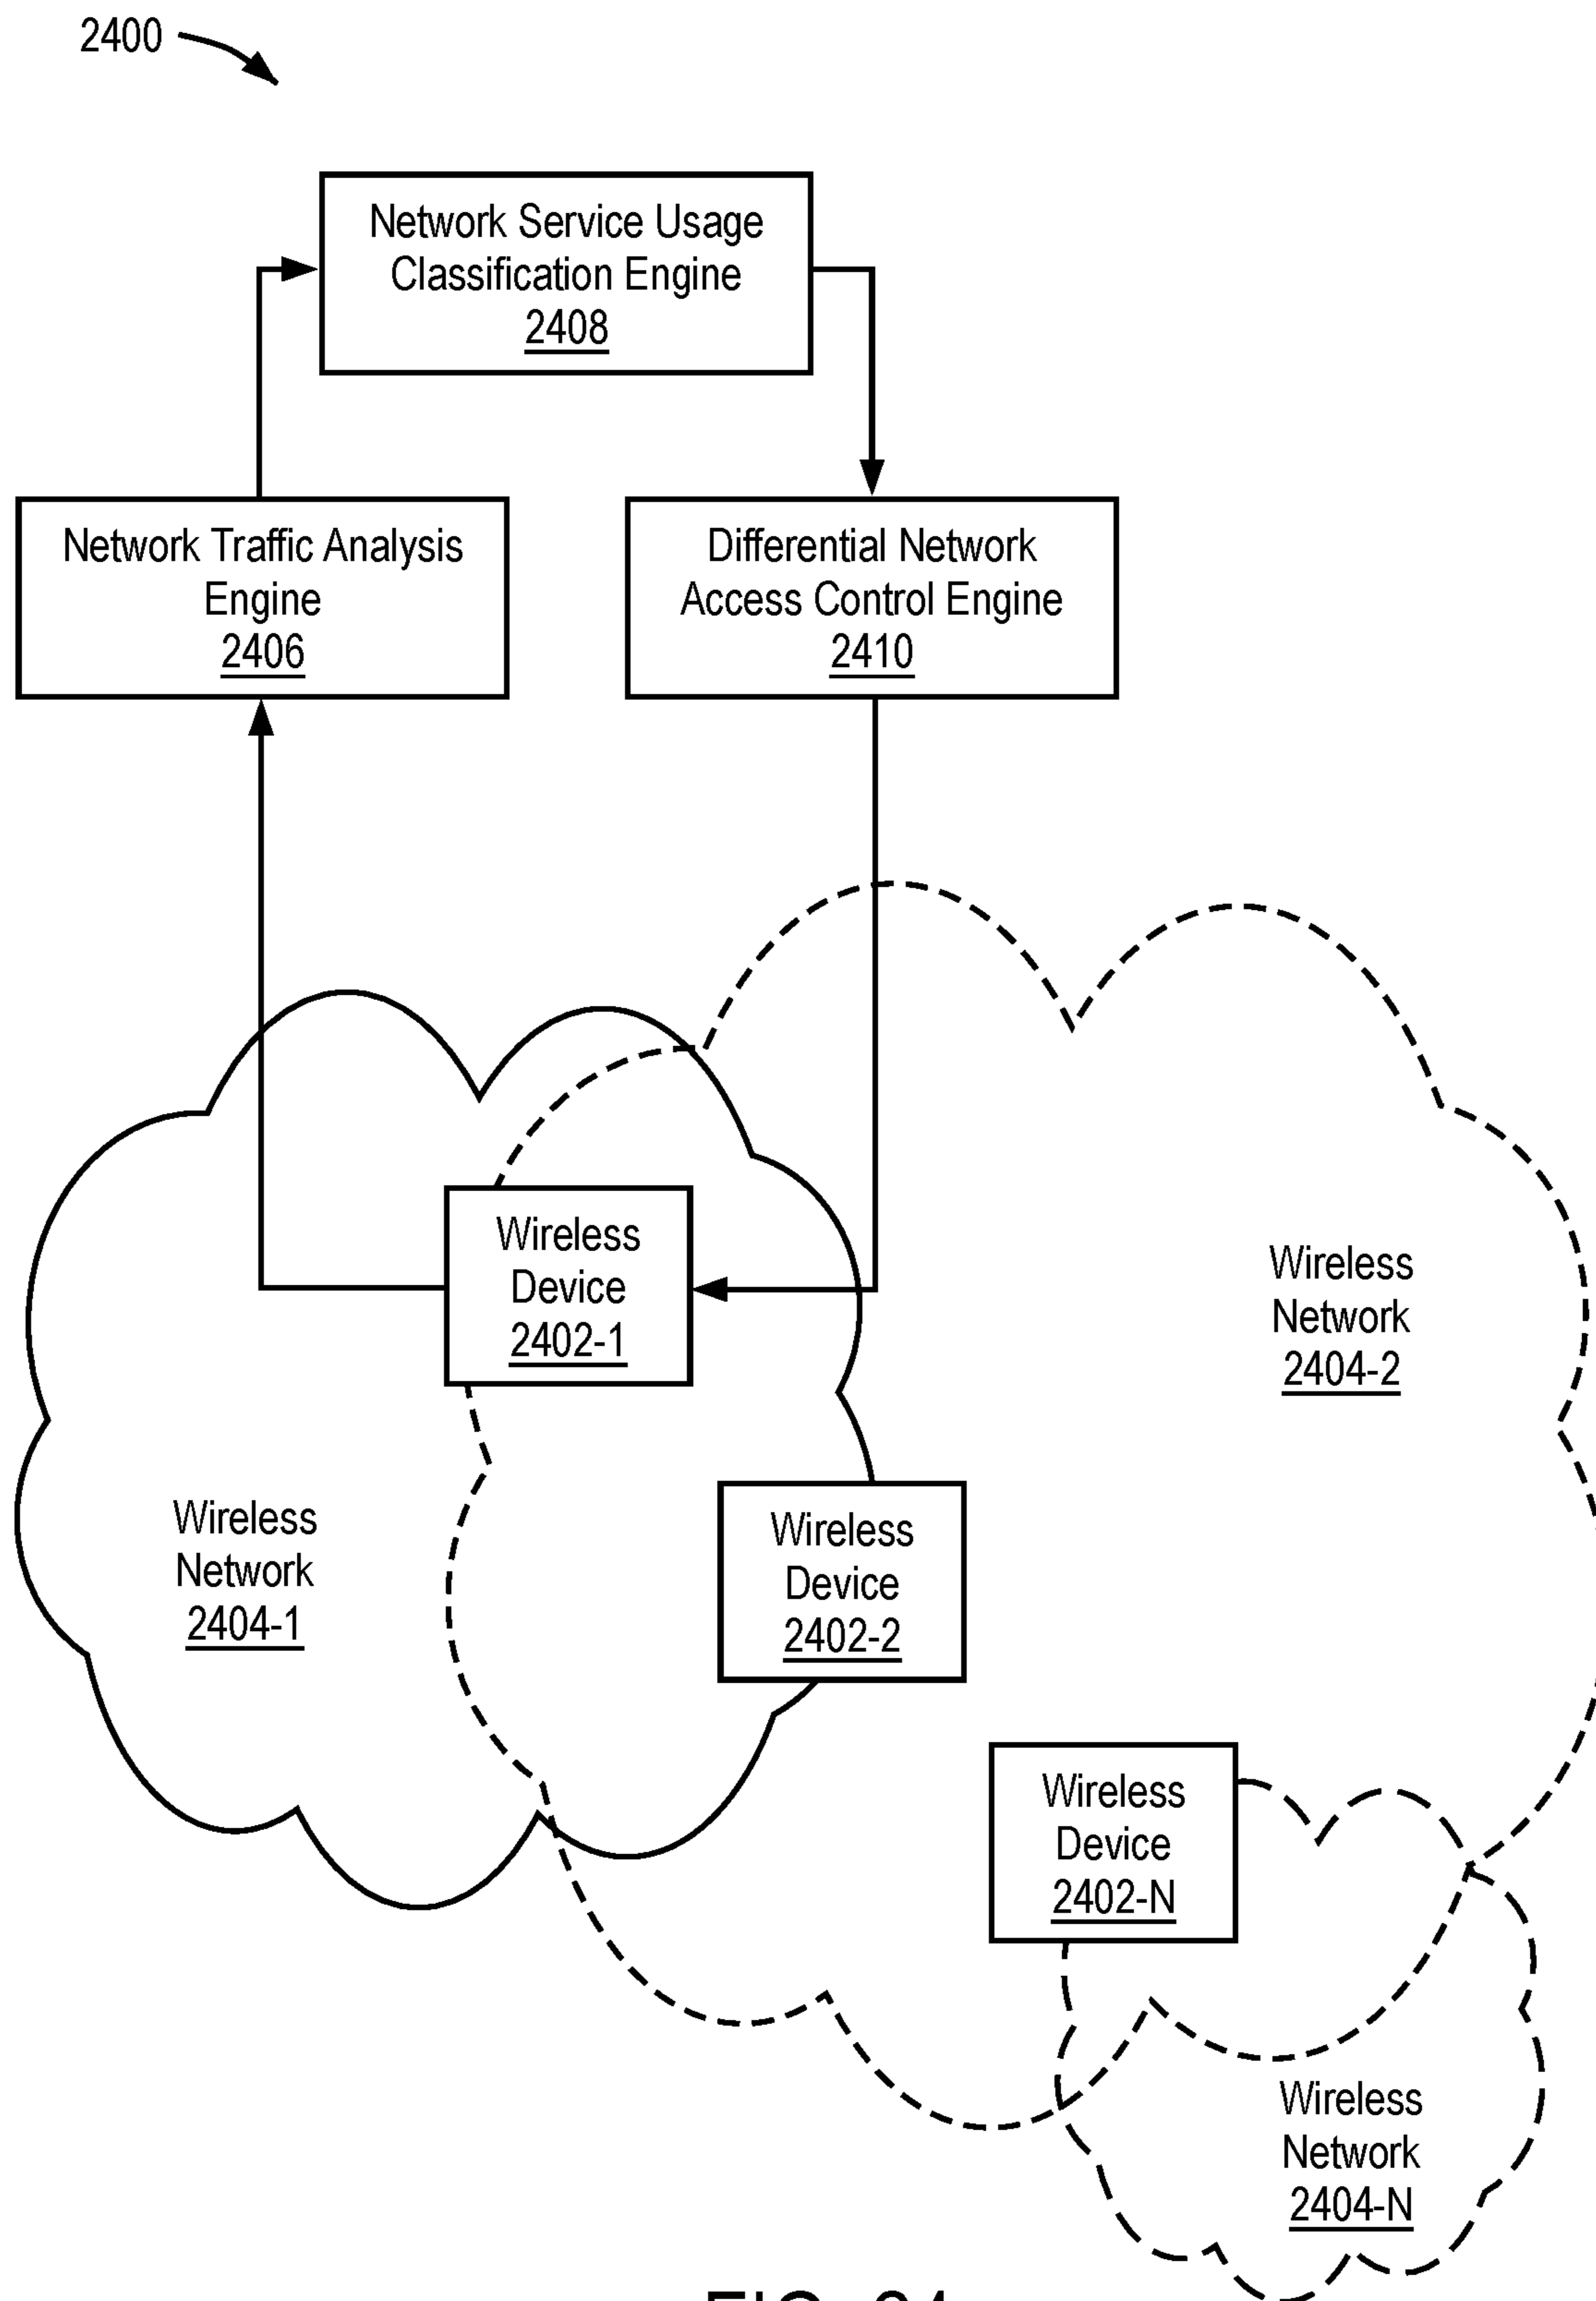 2400
Network Service Usage
Classification Engine
2408
Network Traffic Analysis
Engine
2406
Differential Network
Access Control Engine
2410
Wireless
Device
2402-1
Wireless
Network
2404-2
Wireless
Network
2404-1
Wireless
Device
2402-2
Wireless
Device
2402-N
Wireless
Network
2404-N